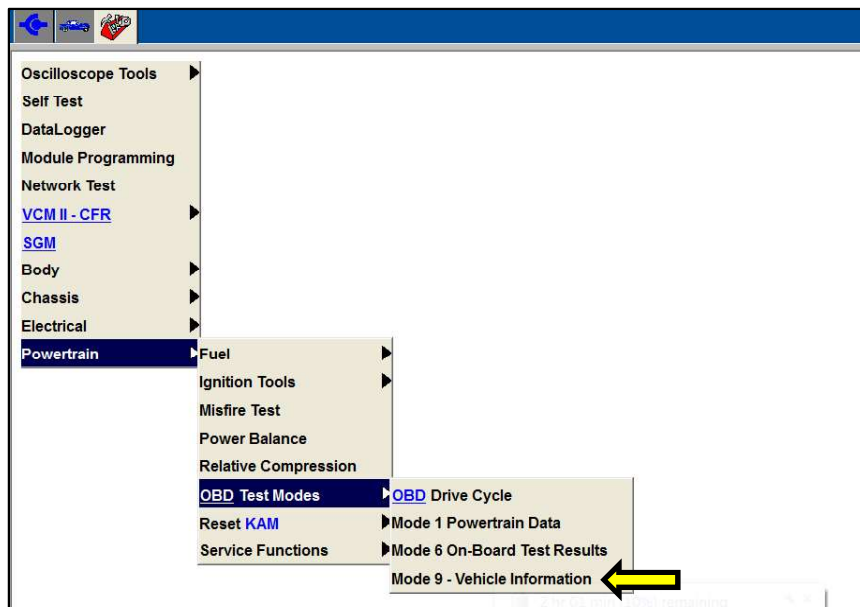 Oscilloscope Tools
Self Test
DataLogger
Module Programming
Network Test
VCM II - CFR
SGM
Body
Chassis
Electrical
Powertrain
Fuel
Ignition Tools
Misfire Test
Power Balance
Relative Compression
OBD Test Modes
Reset KAM
Service Functions
OBD Drive Cycle
Mode 1 Powertrain Data
Mode 6 On-Board Test Results
Mode 9 - Vehicle Information